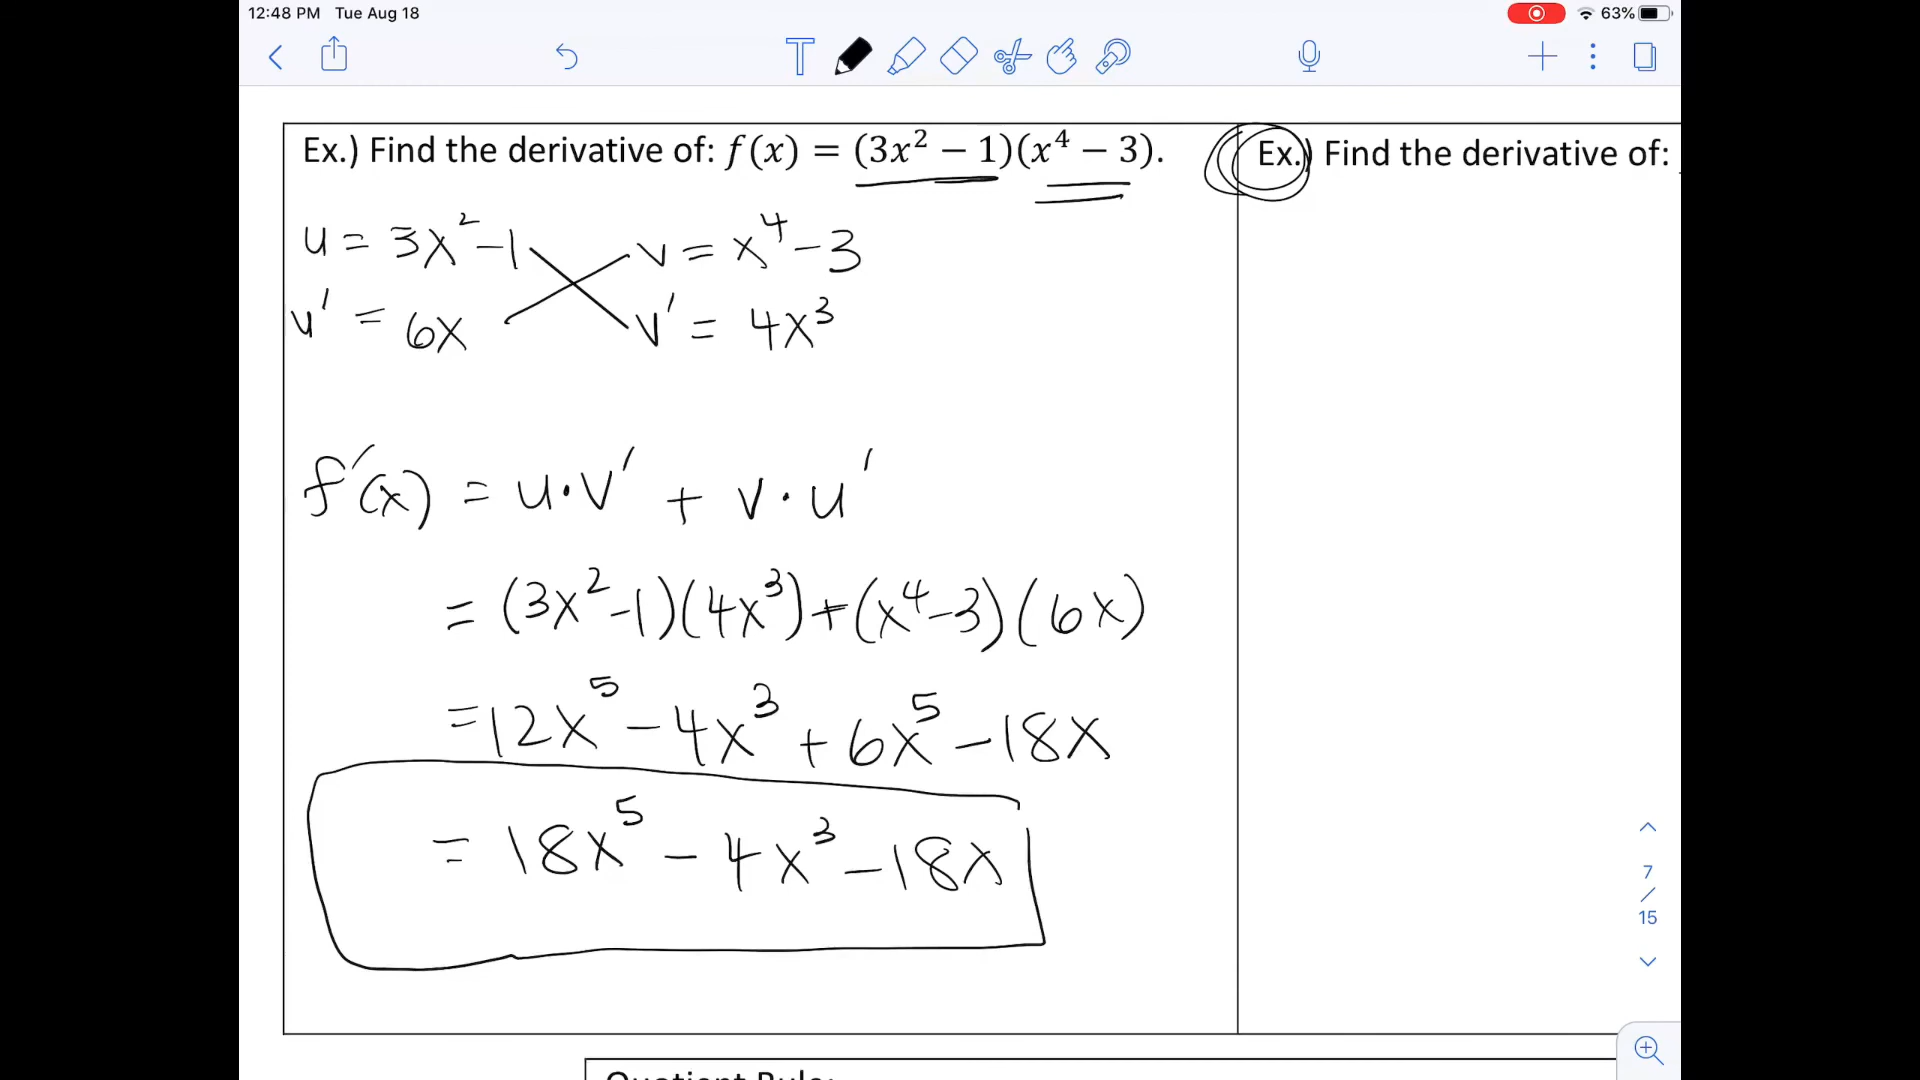 12:48 PM Tue Aug 18
63%
Ex.) Find the derivative of: f(x) = (3x² − 1)(x⁴ − 3).
Ex.) Find the derivative of:
u = 3x² − 1 v = x⁴ − 3
u' = 6x v' = 4x³
f'(x) = u · v' + v · u'
= (3x² − 1)(4x³) + (x⁴ − 3)(6x)
= 12x⁵ − 4x³ + 6x⁵ − 18x
= 18x⁵ − 4x³ − 18x
7
/
15
Quotient Rule: